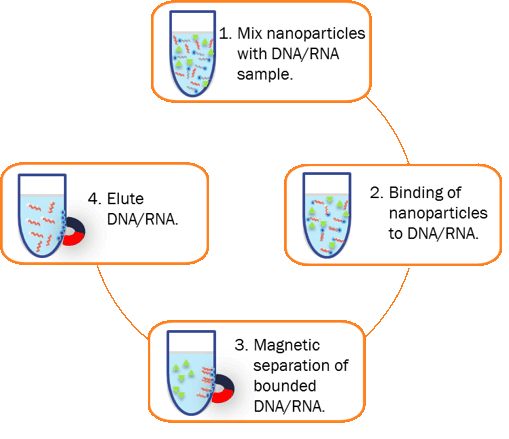 1. Mix nanoparticles
with DNA/RNA
sample.
2. Binding of
nanoparticles
to DNA/RNA.
3. Magnetic
separation of
bounded
DNA/RNA.
4. Elute
DNA/RNA.